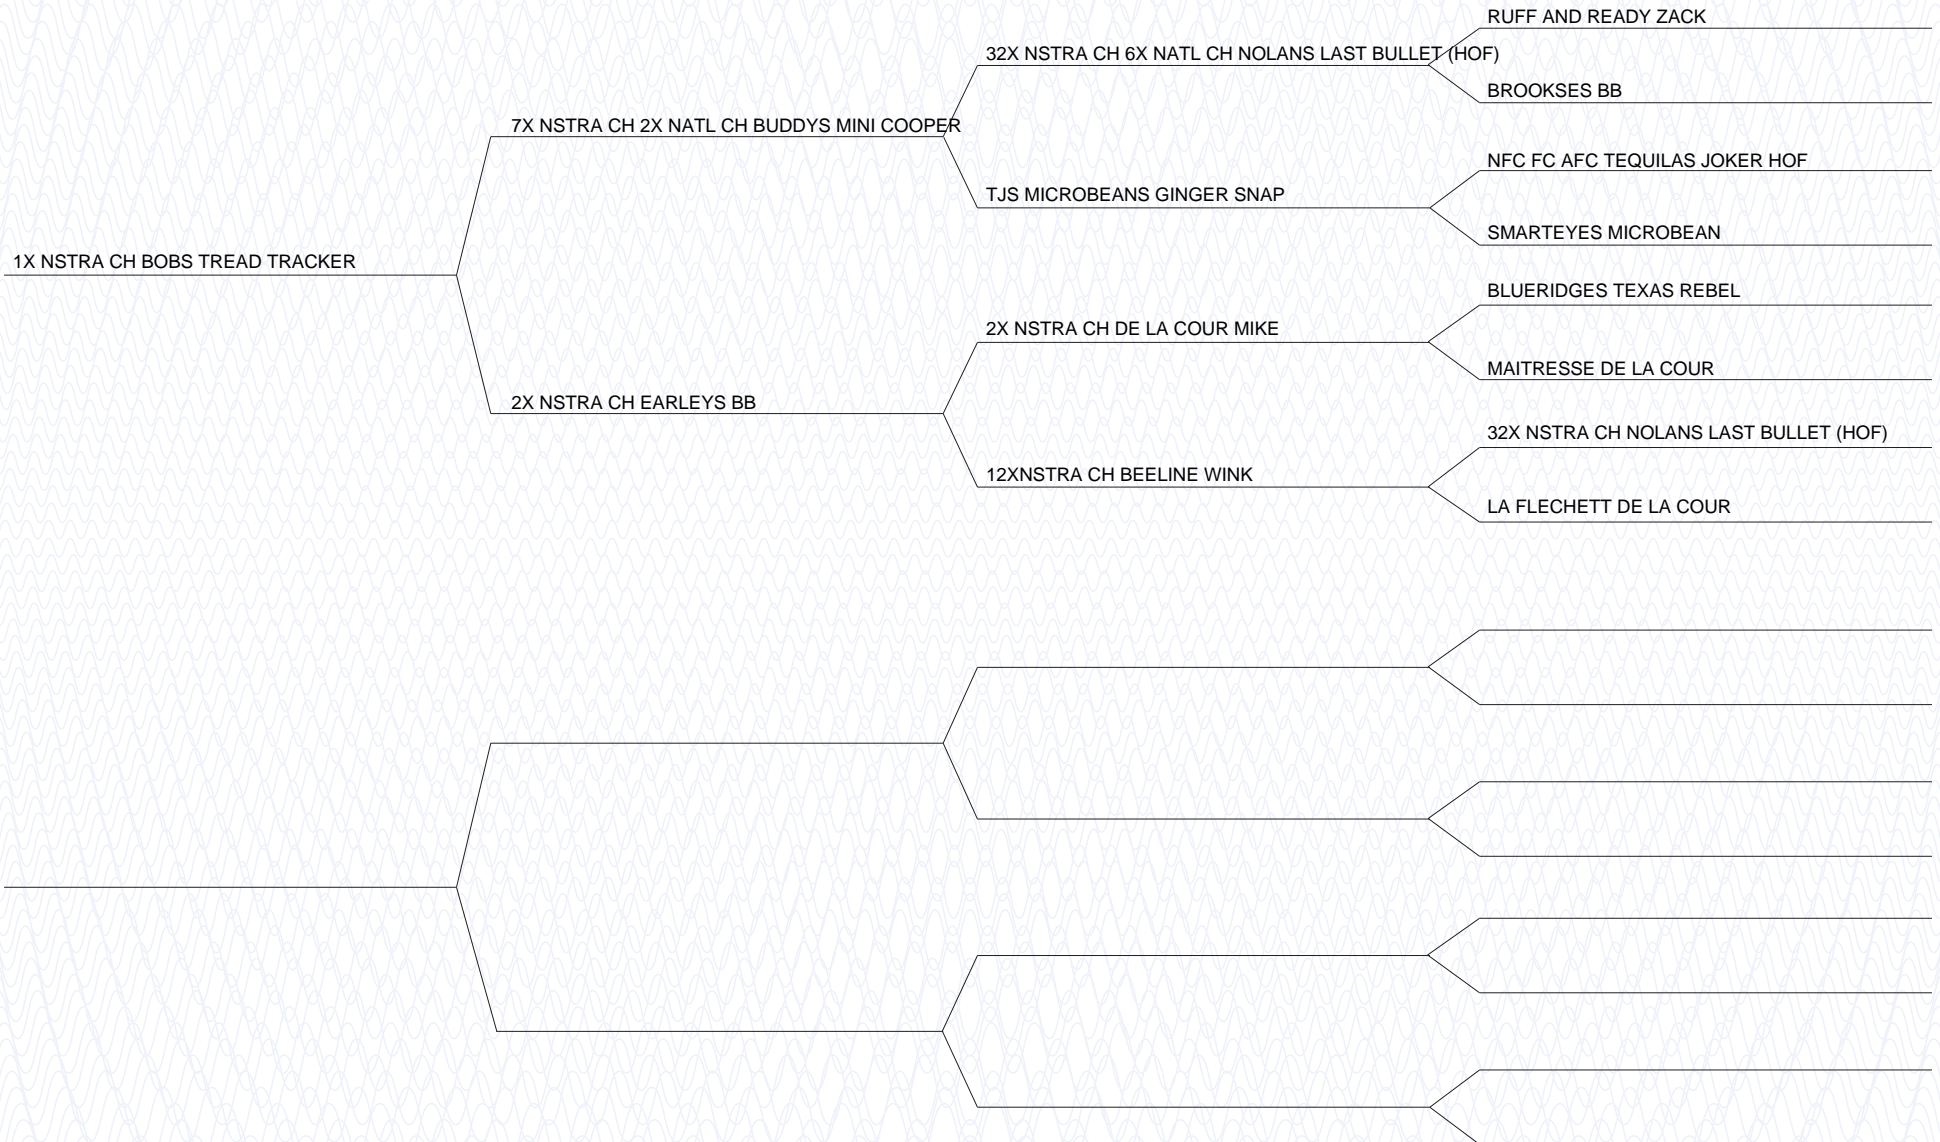 RUFF AND READY ZACK
32X NSTRA CH 6X NATL CH NOLANS LAST BULLET (HOF)
BROOKSES BB
7X NSTRA CH 2X NATL CH BUDDYS MINI COOPER
NFC FC AFC TEQUILAS JOKER HOF
TJS MICROBEANS GINGER SNAP
SMARTEYES MICROBEAN
1X NSTRA CH BOBS TREAD TRACKER
BLUERIDGES TEXAS REBEL
2X NSTRA CH DE LA COUR MIKE
MAITRESSE DE LA COUR
2X NSTRA CH EARLEYS BB
32X NSTRA CH NOLANS LAST BULLET (HOF)
12XNSTRA CH BEELINE WINK
LA FLECHETT DE LA COUR